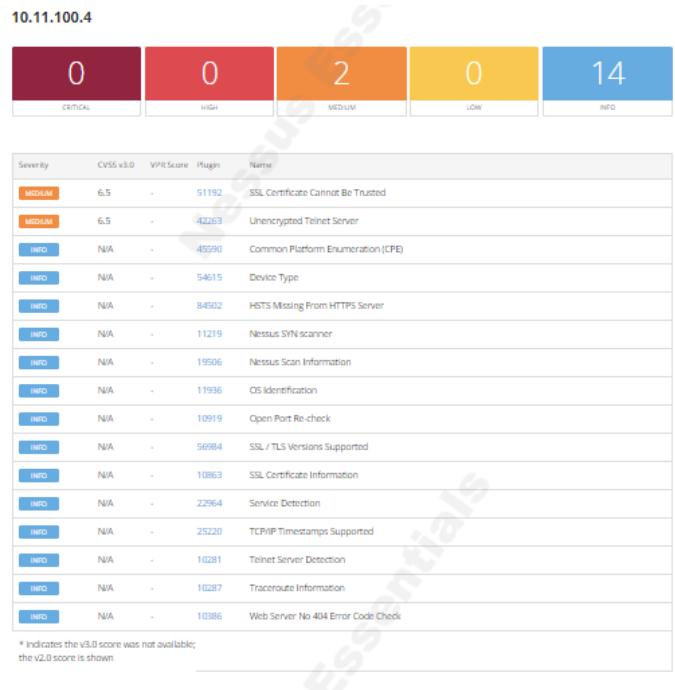 10.11.100.4
0 0 2 0 14
CRITICAL HIGH MEDIUM LOW INFO
Severity CVSS v3.0 VPR Score Plugin Name
MEDIUM 6.5 - 51192 SSL Certificate Cannot Be Trusted
MEDIUM 6.5 - 42263 Unencrypted Telnet Server
INFO N/A - 45590 Common Platform Enumeration (CPE)
INFO N/A - 54615 Device Type
INFO N/A - 84502 HSTS Missing From HTTPS Server
INFO N/A - 11219 Nessus SYN scanner
INFO N/A - 19506 Nessus Scan Information
INFO N/A - 11936 OS Identification
INFO N/A - 10919 Open Port Re-check
INFO N/A - 56984 SSL / TLS Versions Supported
INFO N/A - 10863 SSL Certificate Information
INFO N/A - 22964 Service Detection
INFO N/A - 25220 TCP/IP Timestamps Supported
INFO N/A - 10281 Telnet Server Detection
INFO N/A - 10287 Traceroute Information
INFO N/A - 10386 Web Server No 404 Error Code Check
* indicates the v3.0 score was not available;
the v2.0 score is shown
Nessus Ess
Essentials